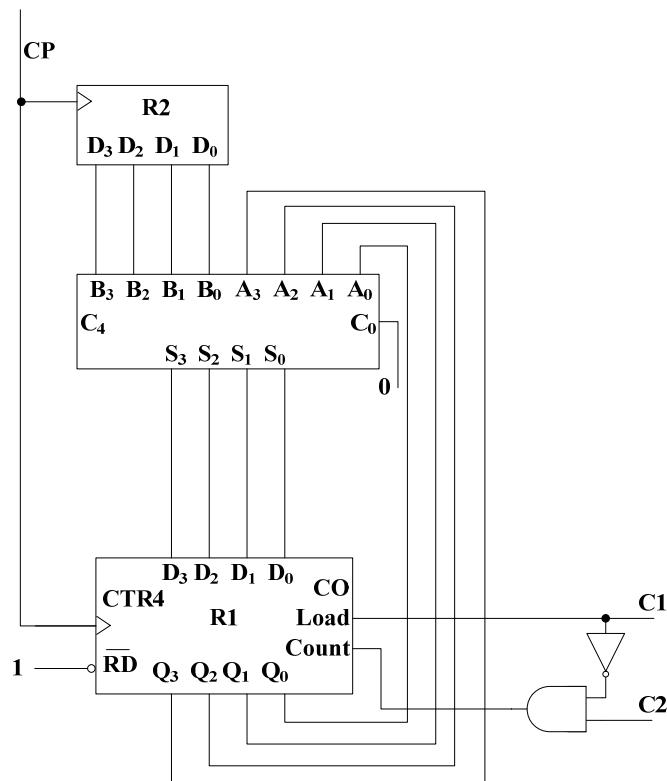 CP
R2
D₃ D₂ D₁ D₀
B₃ B₂ B₁ B₀ A₃ A₂ A₁ A₀
C₄ C₀
S₃ S₂ S₁ S₀
0
D₃ D₂ D₁ D₀
CO
CTR4
R1
Load
C1
Count
1
R̅D̅
Q₃ Q₂ Q₁ Q₀
C2